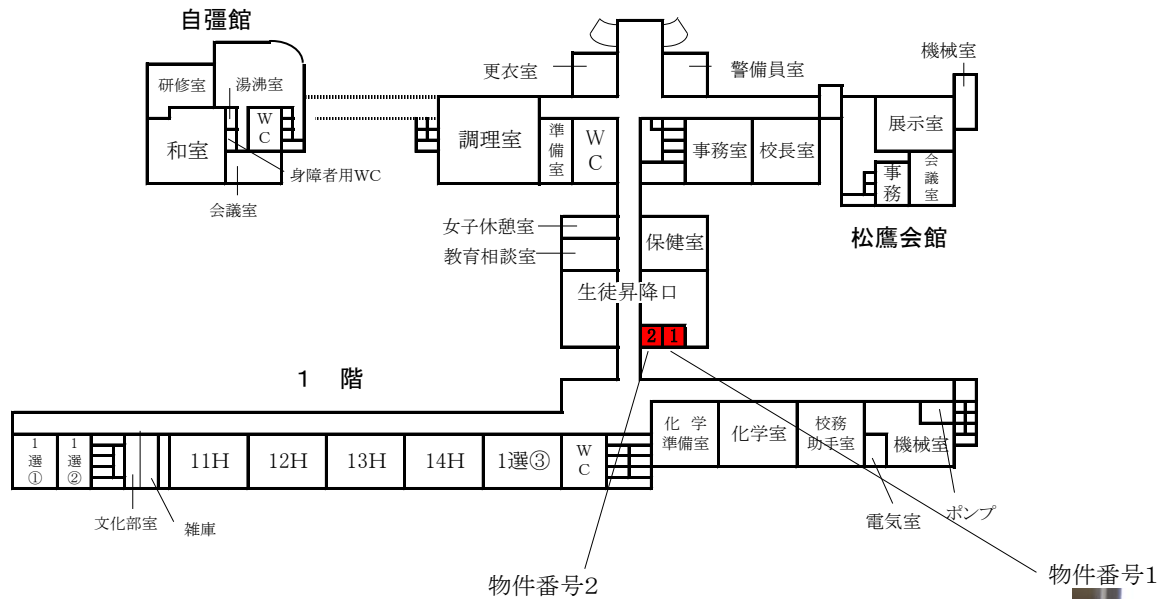 自彊館
機械室
更衣室
警備員室
研修室
湯沸室
WC
展示室
調理室
準備室
WC
事務室
校長室
和室
会議室
事務
身障者用WC
会議室
女子休憩室
保健室
松鷹会館
教育相談室
生徒昇降口
2
1
1 階
化 学
準備室
化学室
校務
助手室
機械室
1選①
1選②
11H
12H
13H
14H
1選③
WC
文化部室
雑庫
電気室
ポンプ
物件番号2
物件番号1